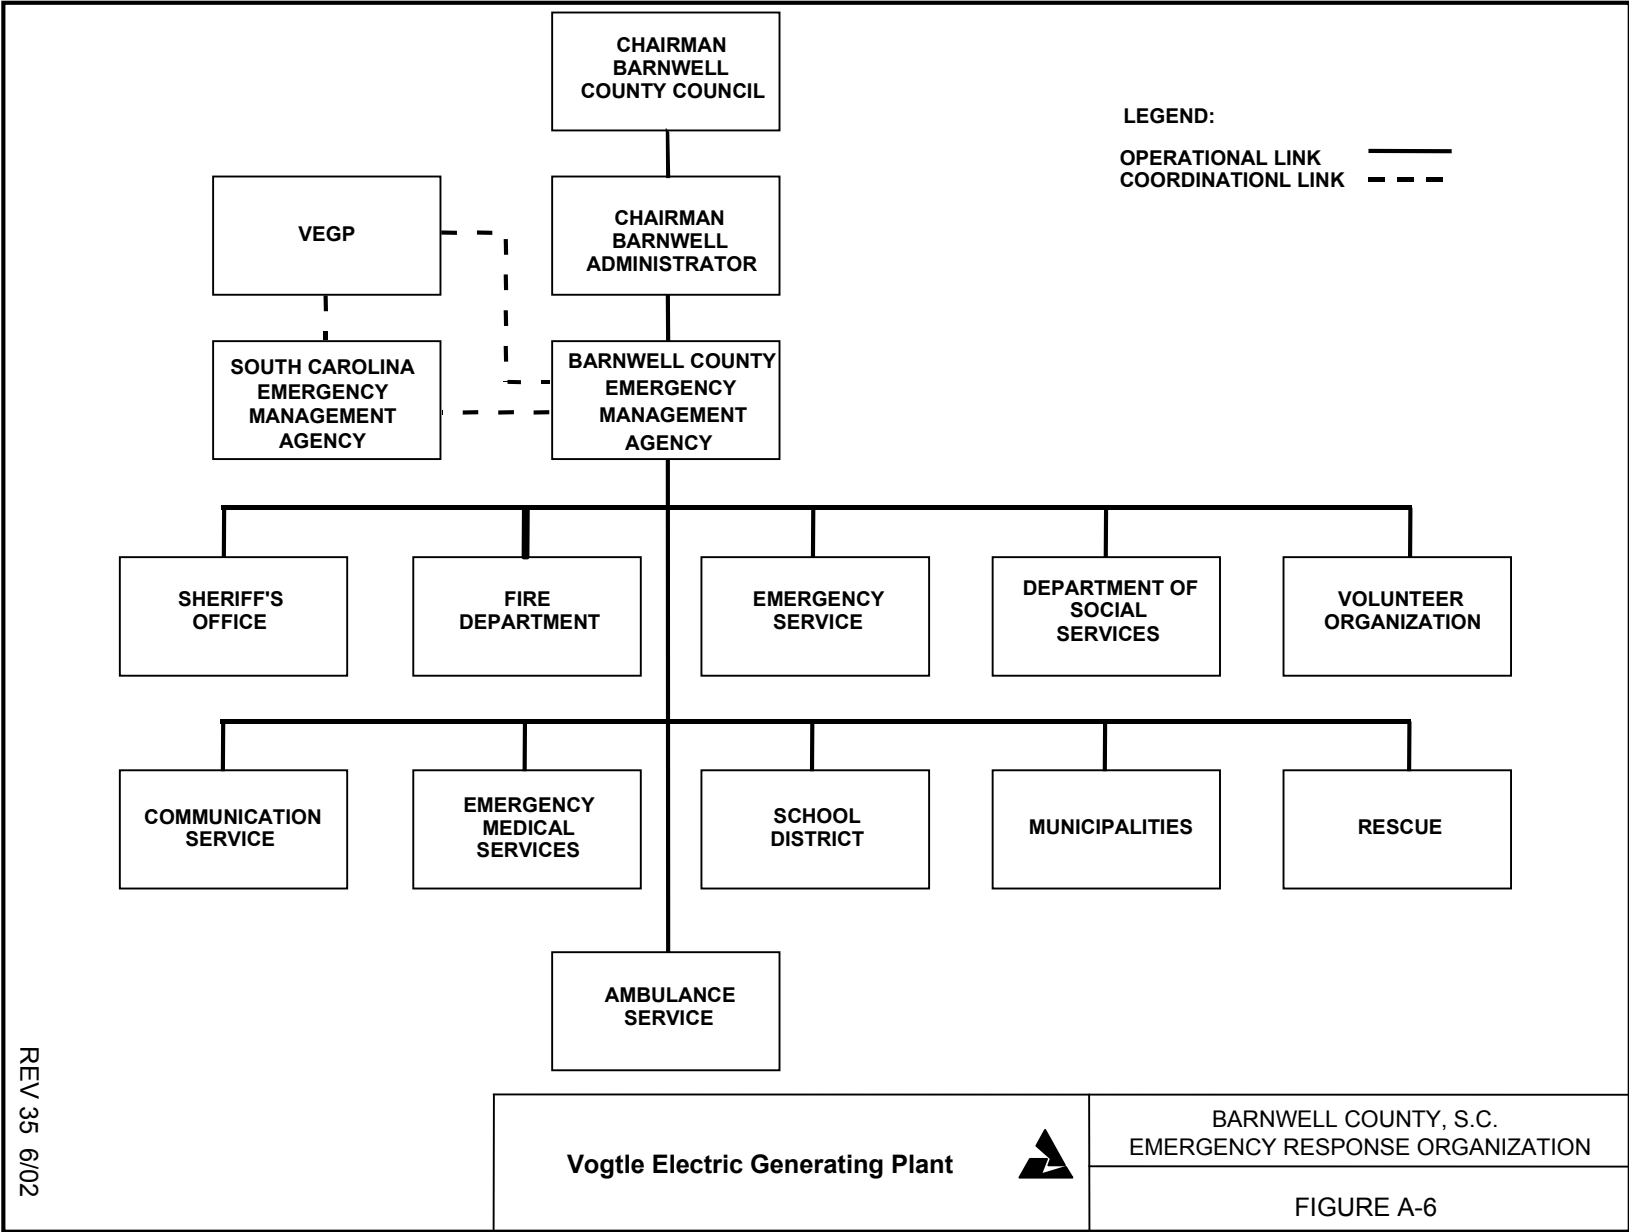 CHAIRMAN
BARNWELL
COUNTY COUNCIL
LEGEND:
OPERATIONAL LINK
COORDINATIONL LINK
VEGP
CHAIRMAN
BARNWELL
ADMINISTRATOR
SOUTH CAROLINA
EMERGENCY
MANAGEMENT
AGENCY
BARNWELL COUNTY
EMERGENCY
MANAGEMENT
AGENCY
SHERIFF'S
OFFICE
FIRE
DEPARTMENT
EMERGENCY
SERVICE
DEPARTMENT OF
SOCIAL
SERVICES
VOLUNTEER
ORGANIZATION
COMMUNICATION
SERVICE
EMERGENCY
MEDICAL
SERVICES
SCHOOL
DISTRICT
MUNICIPALITIES
RESCUE
AMBULANCE
SERVICE
REV 35 6/02
Vogtle Electric Generating Plant
BARNWELL COUNTY, S.C.
EMERGENCY RESPONSE ORGANIZATION
FIGURE A-6